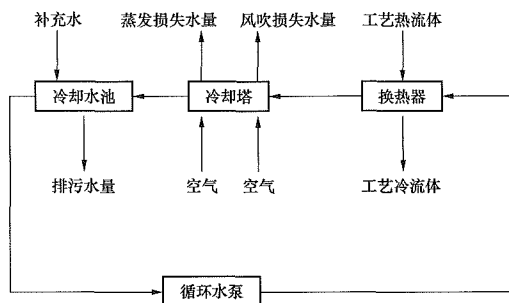 补充水
蒸发损失水量
风吹损失水量
工艺热流体
冷却水池
冷却塔
换热器
排污水量
空气
空气
工艺冷流体
循环水泵